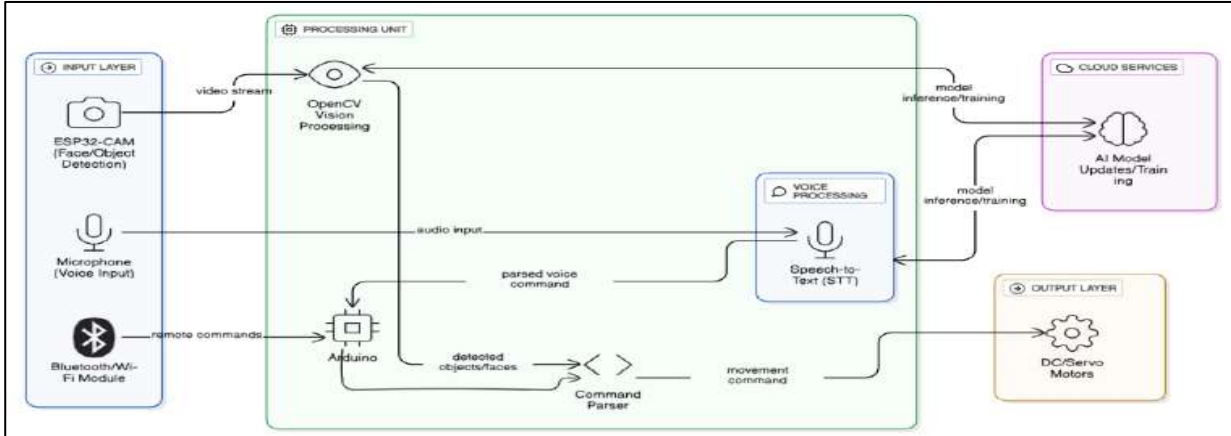 PROCESSING UNIT
INPUT LAYER
CLOUD SERVICES
video stream
OpenCV
Vision
Processing
model
inference/training
ESP32-CAM
(Face/Object
Detection)
AI Model
Updates/Train
ing
VOICE
PROCESSING
model
inference/training
audio input
Microphone
(Voice Input)
parsed voice
command
Speech-to-
Text (STT)
OUTPUT LAYER
remote commands
Arduino
Bluetooth/Wi-
Fi Module
detected
objects/faces
Command
Parser
movement
command
DC/Servo
Motors